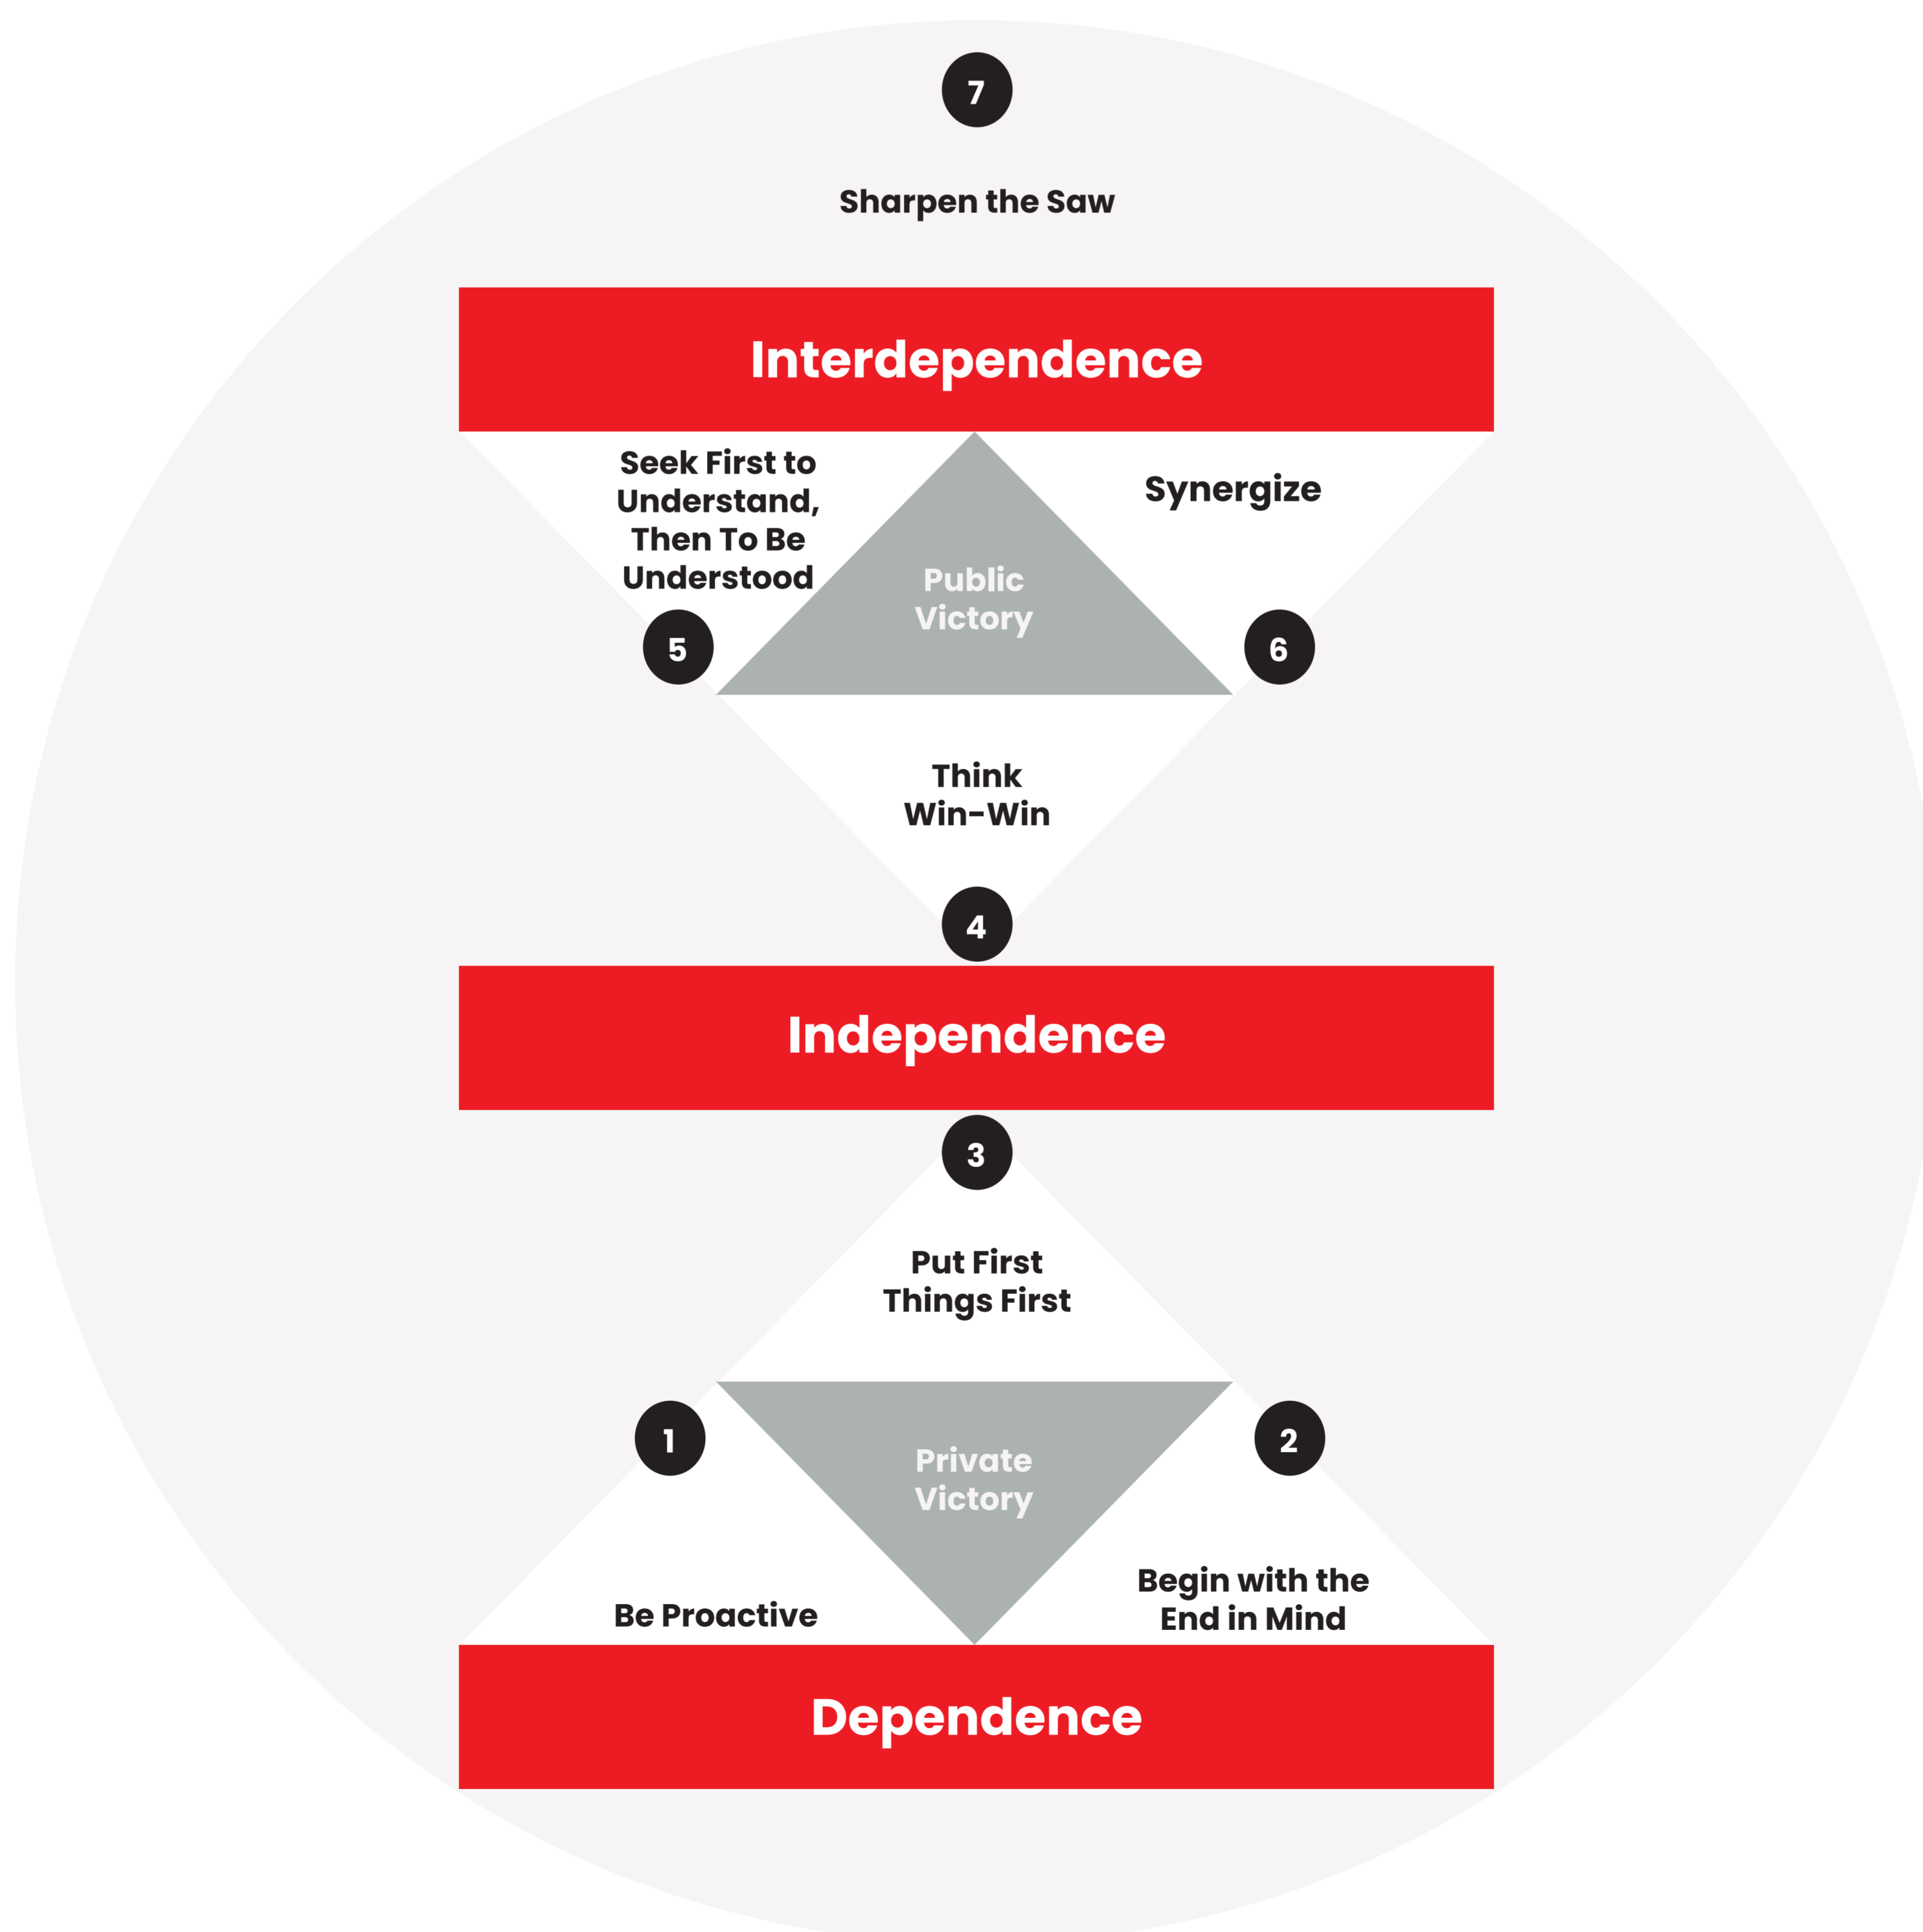 7
Sharpen the Saw
Interdependence
Seek First to
Understand,
Then To Be
Understood
Synergize
Public
Victory
5
6
Think
Win-Win
4
Independence
3
Put First
Things First
1
2
Private
Victory
Be Proactive
Begin with the
End in Mind
Dependence